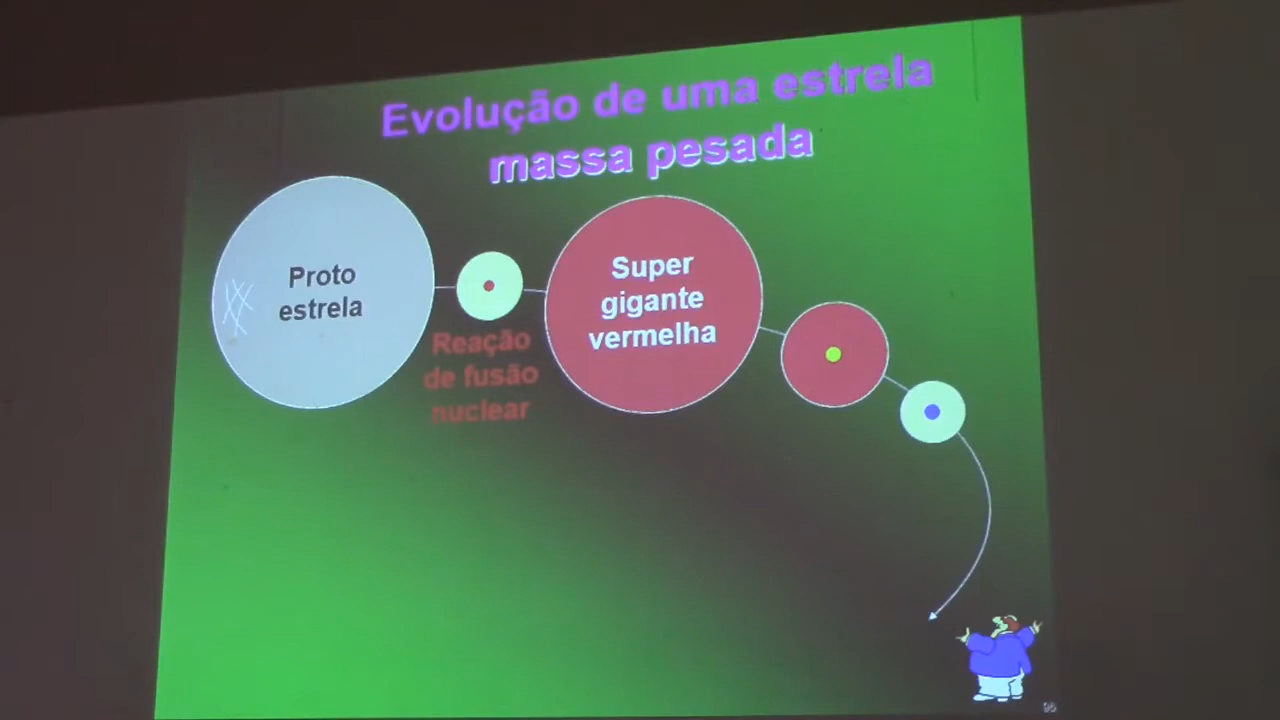 Evolução de uma estrela
massa pesada
Proto
estrela
Reação
de fusão
nuclear
Super
gigante
vermelha